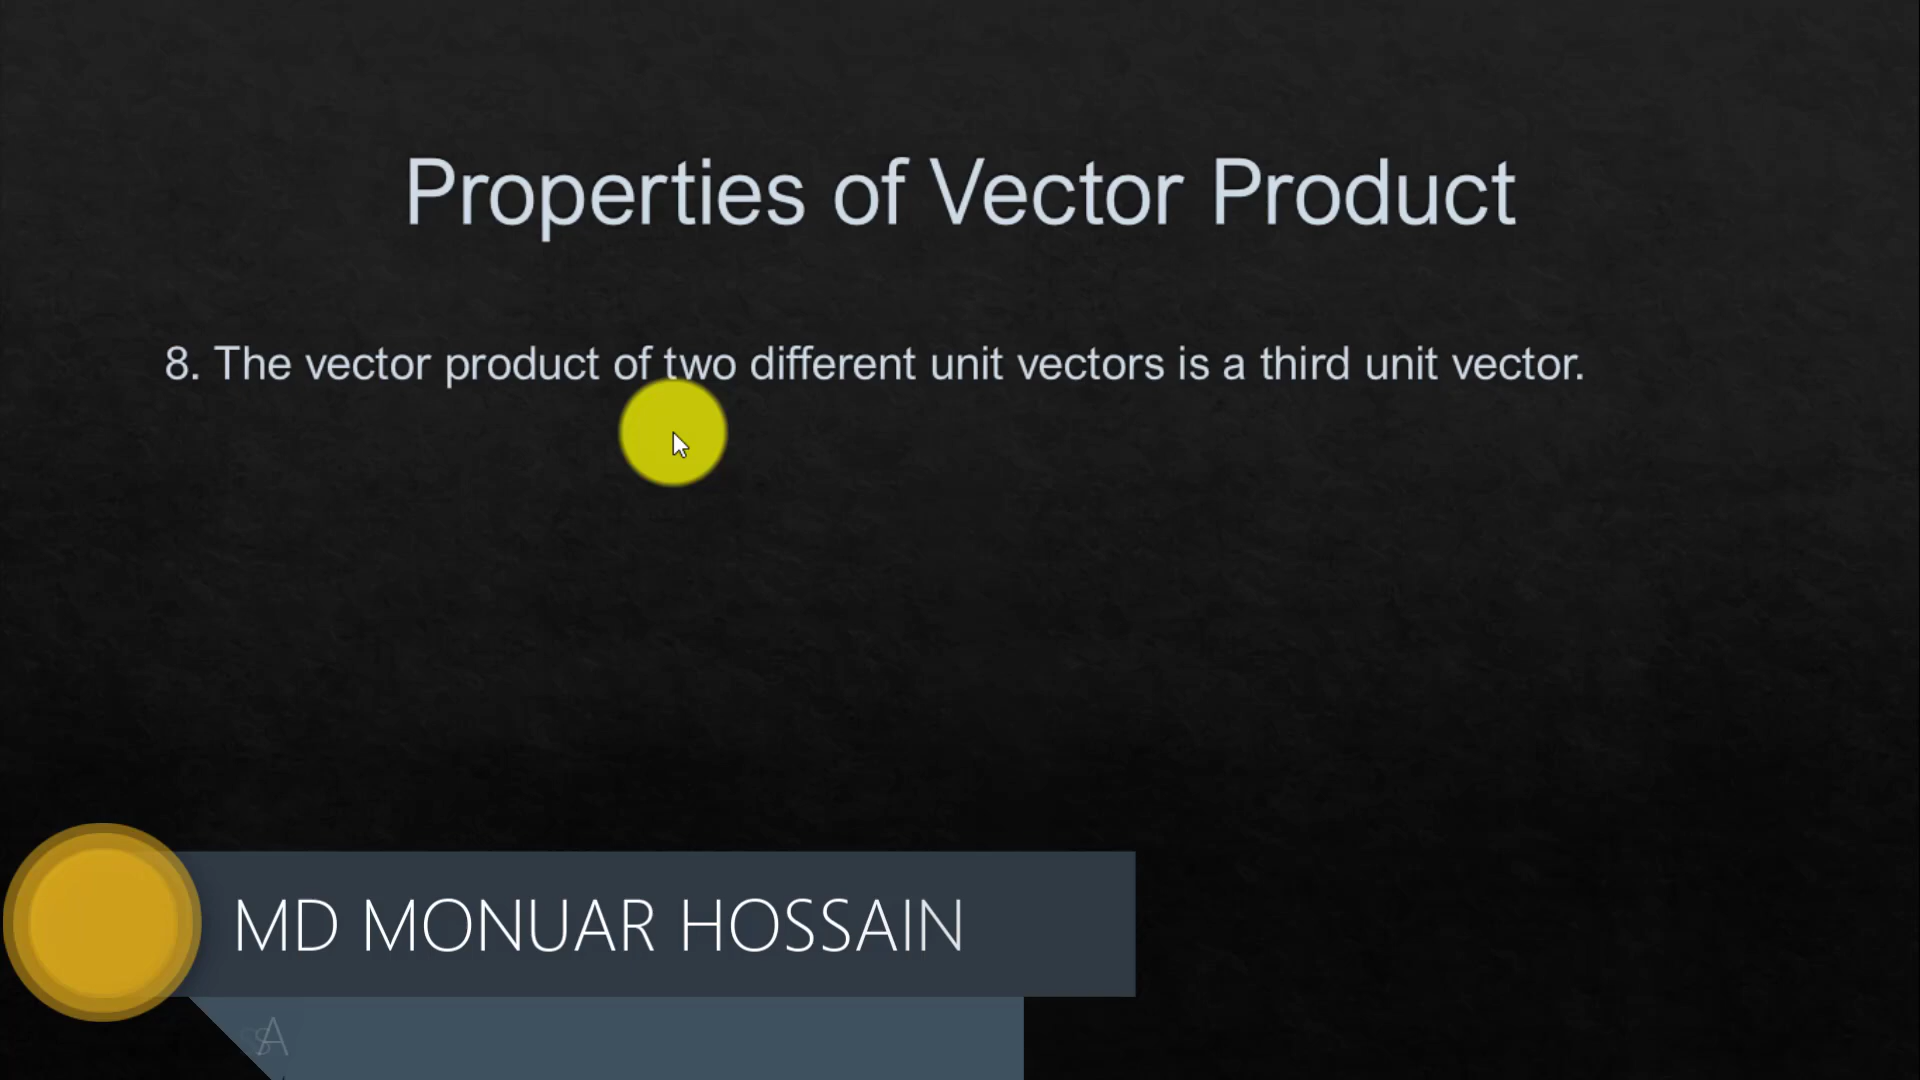 Properties of Vector Product
8. The vector product of two different unit vectors is a third unit vector.
MD MONUAR HOSSAIN